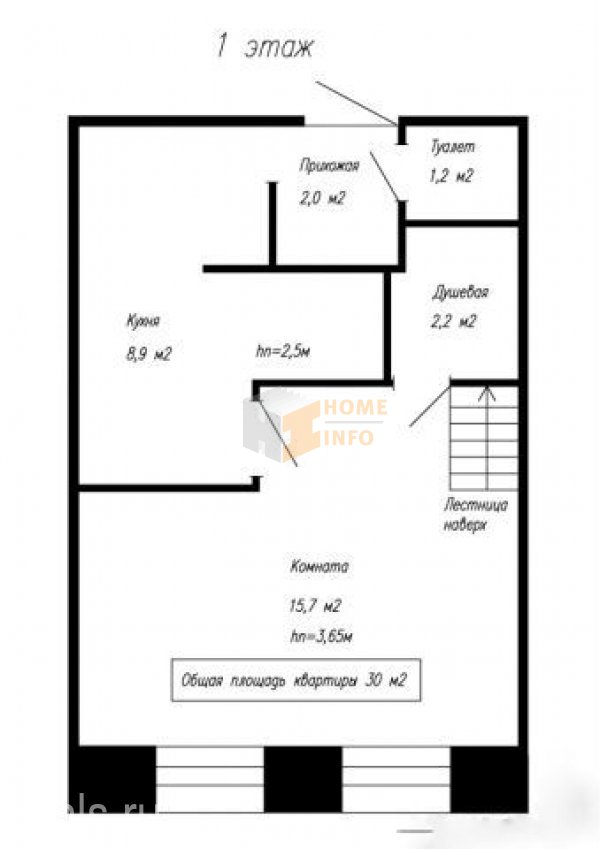 1 этаж
Туалет
1,2 м2
Прихожая
2,0 м2
Душевая
2,2 м2
Кухня
8,9 м2
hп=2,5м
HOME
INFO
Лестница
наверх
Комната
15,7 м2
hп=3,65м
Общая площадь квартиры 30 м2
ols.ru